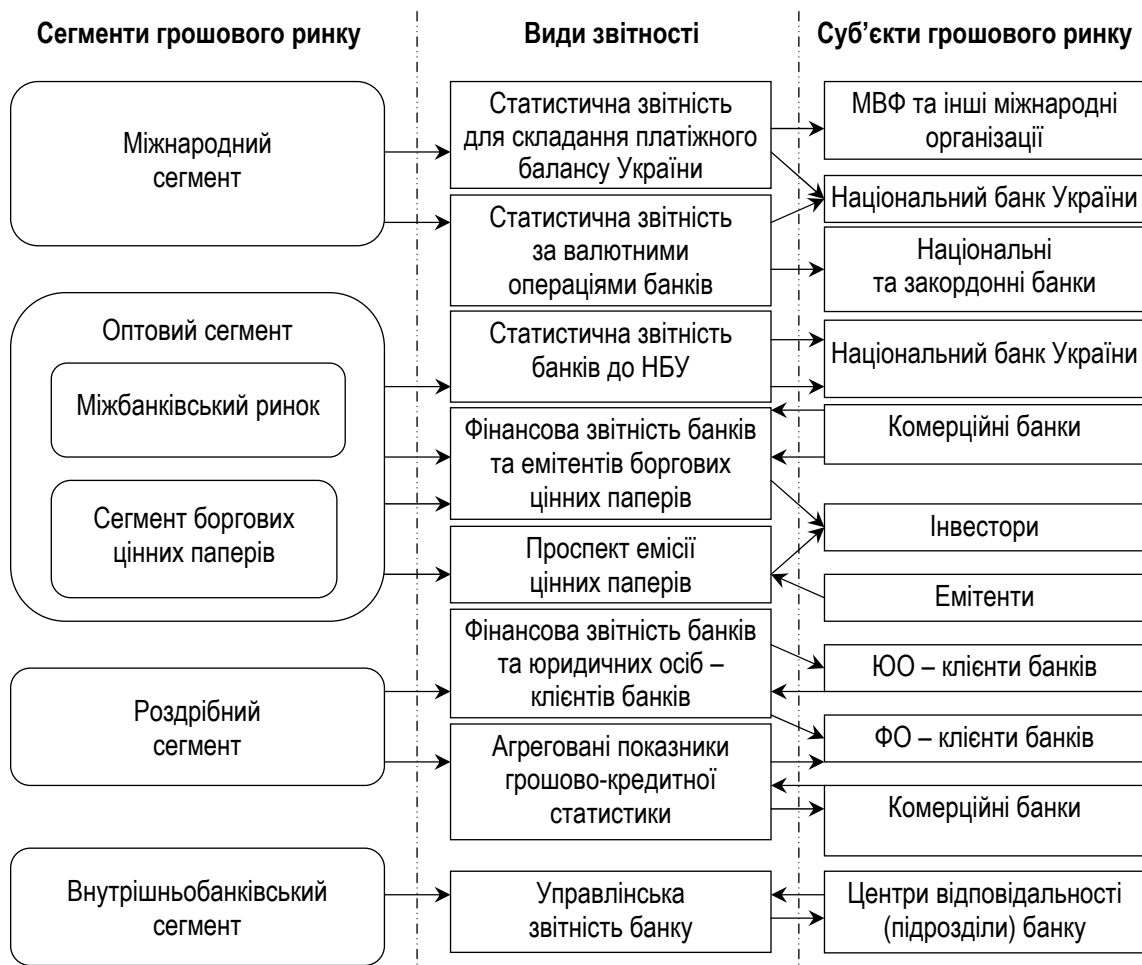 Сегменти грошового ринку
Види звітності
Суб’єкти грошового ринку
Міжнародний
сегмент
Оптовий сегмент
Міжбанківський ринок
Сегмент боргових
цінних паперів
Роздрібний
сегмент
Внутрішньобанківський
сегмент
Статистична звітність
для складання платіжного
балансу України
Статистична звітність
за валютними
операціями банків
Статистична звітність
банків до НБУ
Фінансова звітність банків
та емітентів боргових
цінних паперів
Проспект емісії
цінних паперів
Фінансова звітність банків
та юридичних осіб –
клієнтів банків
Агреговані показники
грошово-кредитної
статистики
Управлінська
звітність банку
МВФ та інші міжнародні
організації
Національний банк України
Національні
та закордонні банки
Національний банк України
Комерційні банки
Інвестори
Емітенти
ЮО – клієнти банків
ФО – клієнти банків
Комерційні банки
Центри відповідальності
(підрозділи) банку